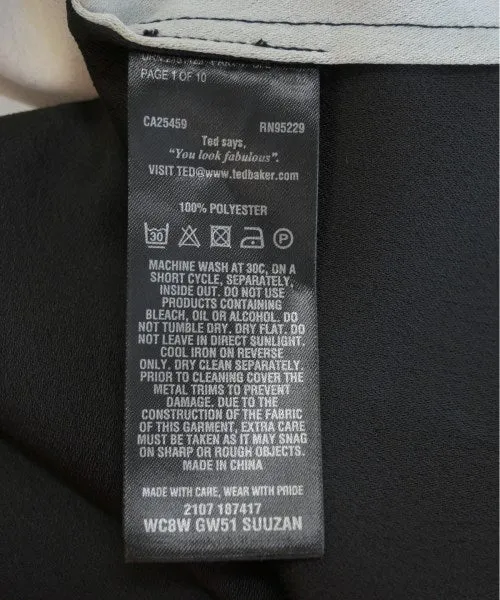 PAGE 1 OF 10
CA25459 RN95229
Ted says,
"You look fabulous".
VISIT TED@www.tedbaker.com
100% POLYESTER
30 P
MACHINE WASH AT 30C, ON A
SHORT CYCLE, SEPARATELY,
INSIDE OUT. DO NOT USE
PRODUCTS CONTAINING
BLEACH, OIL OR ALCOHOL. DO
NOT TUMBLE DRY. DRY FLAT. DO
NOT LEAVE IN DIRECT SUNLIGHT.
COOL IRON ON REVERSE
ONLY. DRY CLEAN SEPARATELY.
PRIOR TO CLEANING COVER THE
METAL TRIMS TO PREVENT
DAMAGE. DUE TO THE
CONSTRUCTION OF THE FABRIC
OF THIS GARMENT, EXTRA CARE
MUST BE TAKEN AS IT MAY SNAG
ON SHARP OR ROUGH OBJECTS.
MADE IN CHINA
MADE WITH CARE, WEAR WITH PRIDE
2107 187417
WC8W GW51 SUUZAN